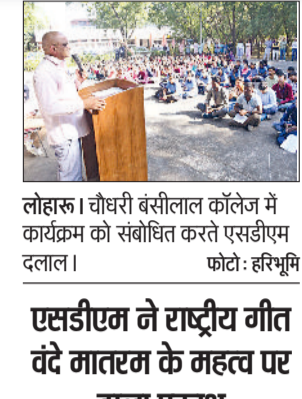 लोहारू। चौधरी बंसीलाल कॉलेज में
कार्यक्रम को संबोधित करते एसडीएम
दलाल। फोटो : हरिभूमि
एसडीएम ने राष्ट्रीय गीत
वंदे मातरम के महत्व पर